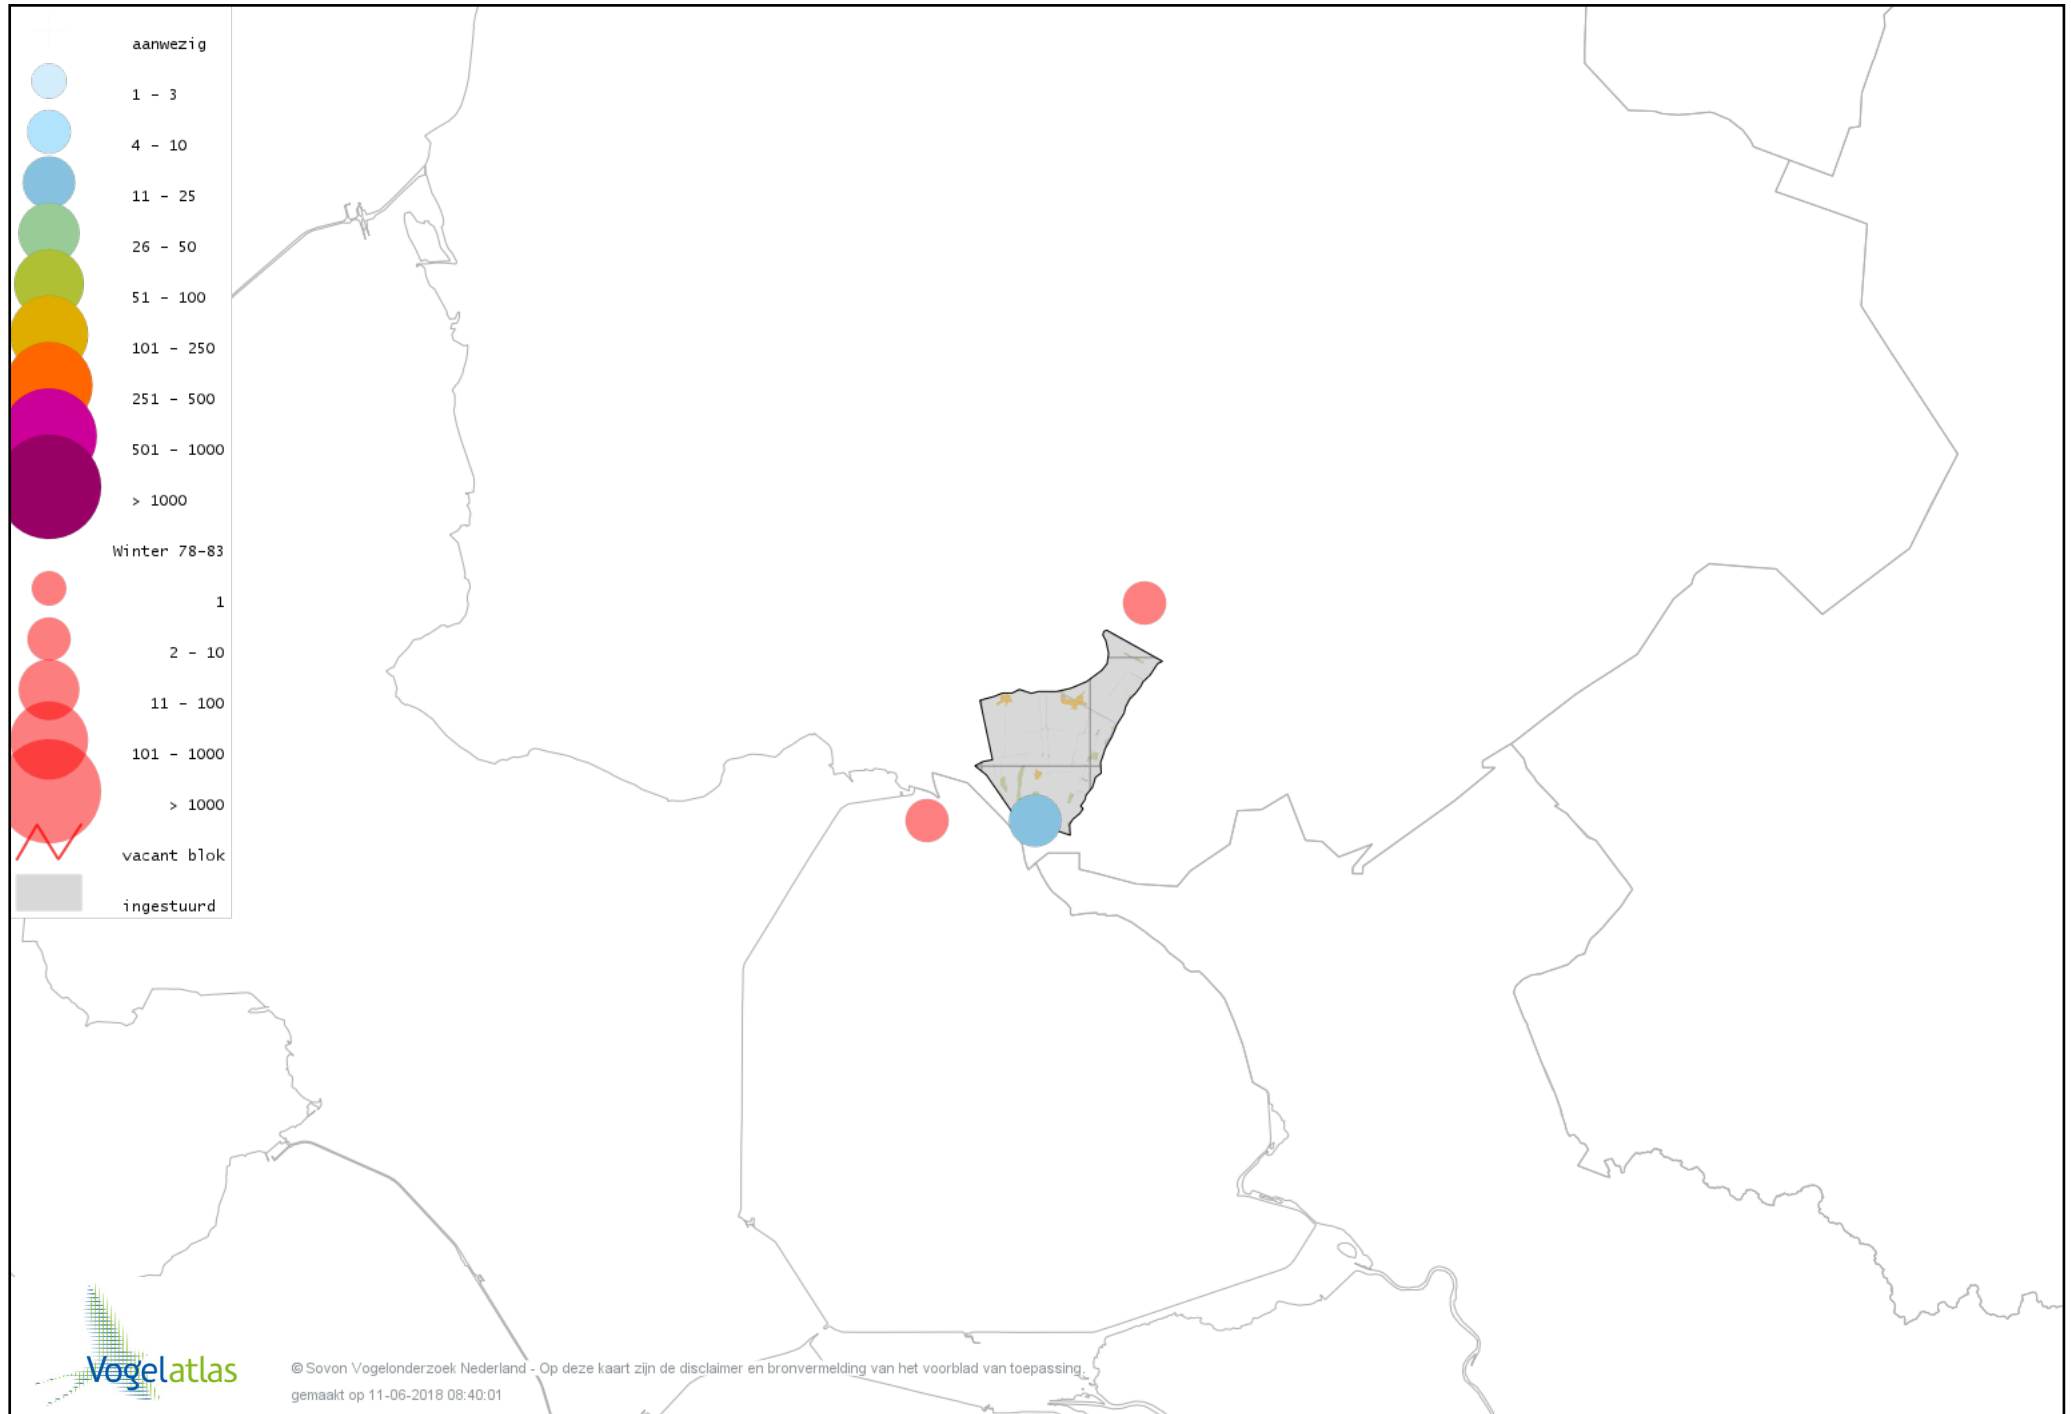 aanwezig
1 - 3
4 - 10
11 - 25
26 - 50
51 - 100
101 - 250
251 - 500
501 - 1000
> 1000
Winter 78-83
1
2 - 10
11 - 100
101 - 1000
> 1000
vacant blok
ingestuurd
Vogelatlas
© Sovon Vogelonderzoek Nederland - Op deze kaart zijn de disclaimer en bronvermelding van het voorblad van toepassing.
gemaakt op 11-06-2018 08:40:01